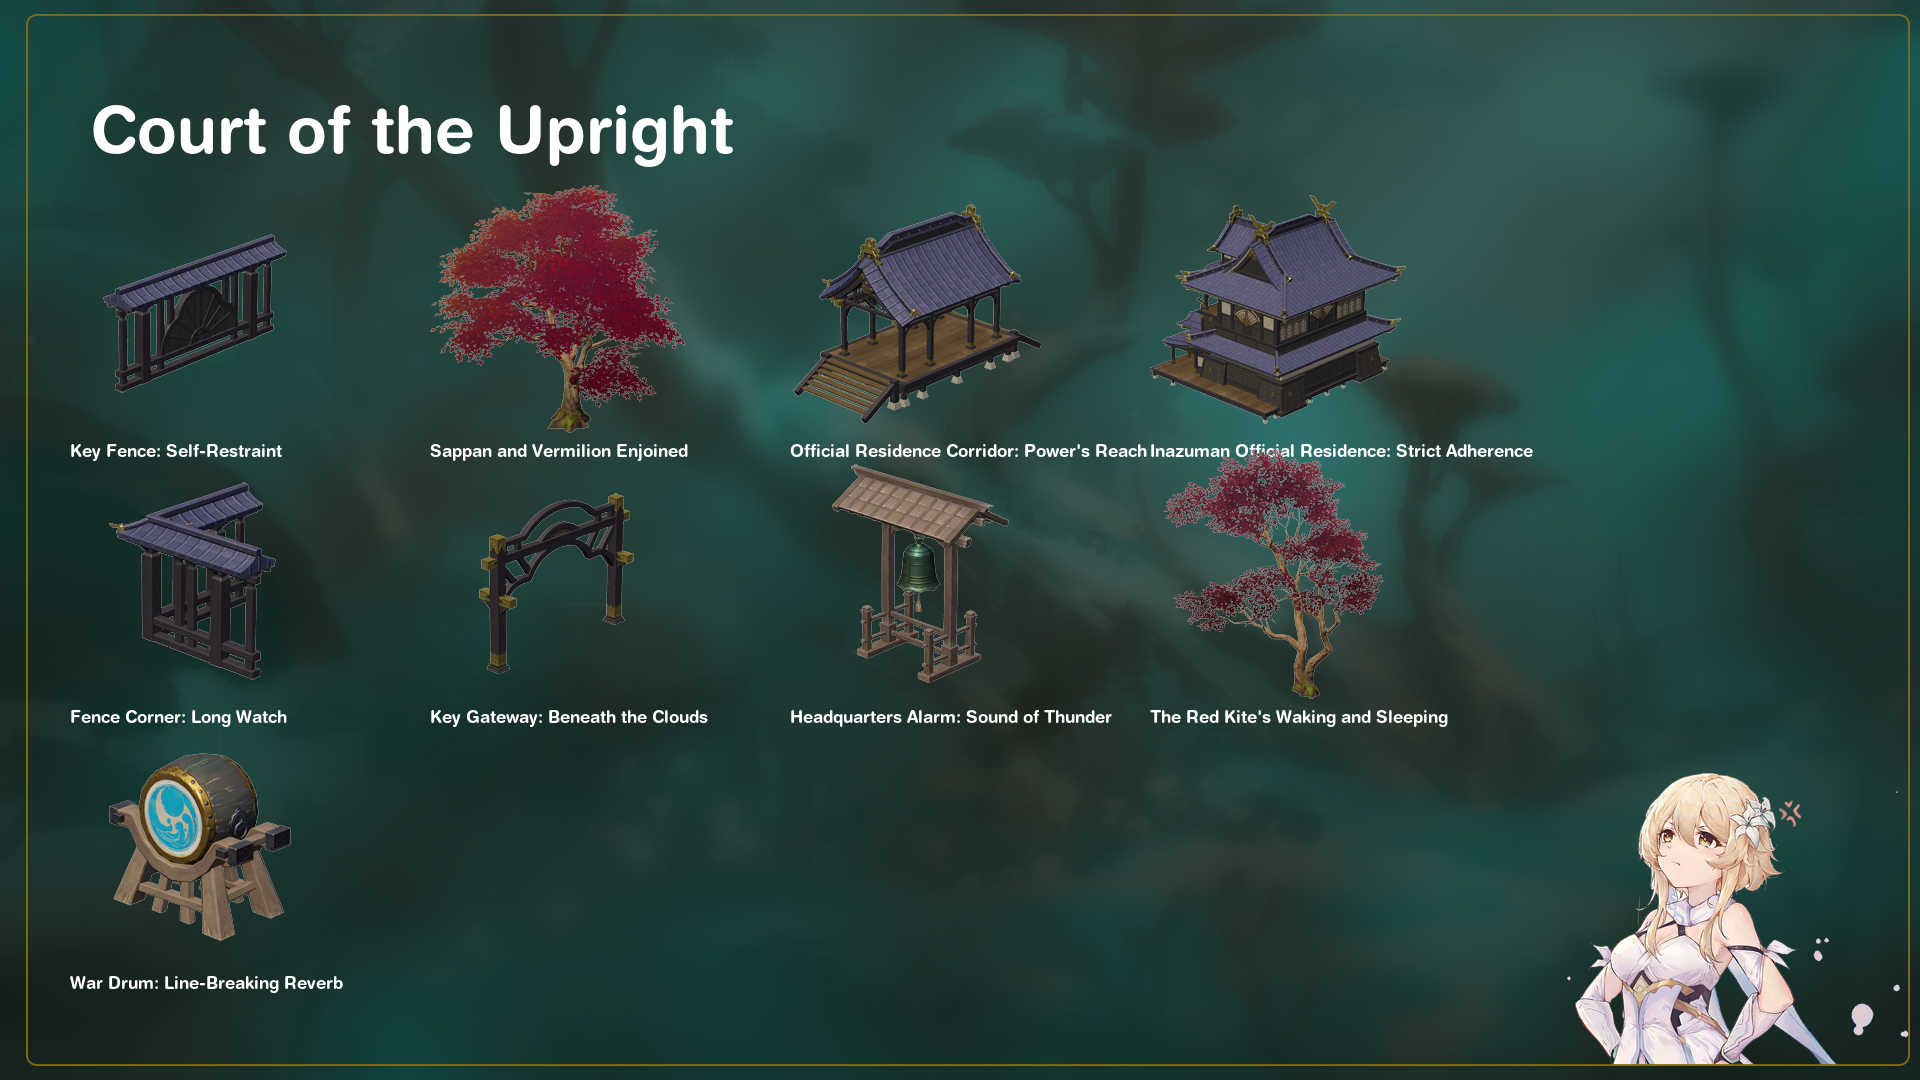 Court of the Upright
Key Fence: Self-Restraint
Sappan and Vermilion Enjoined
Official Residence Corridor: Power's Reach
Inazuman Official Residence: Strict Adherence
Fence Corner: Long Watch
Key Gateway: Beneath the Clouds
Headquarters Alarm: Sound of Thunder
The Red Kite's Waking and Sleeping
War Drum: Line-Breaking Reverb